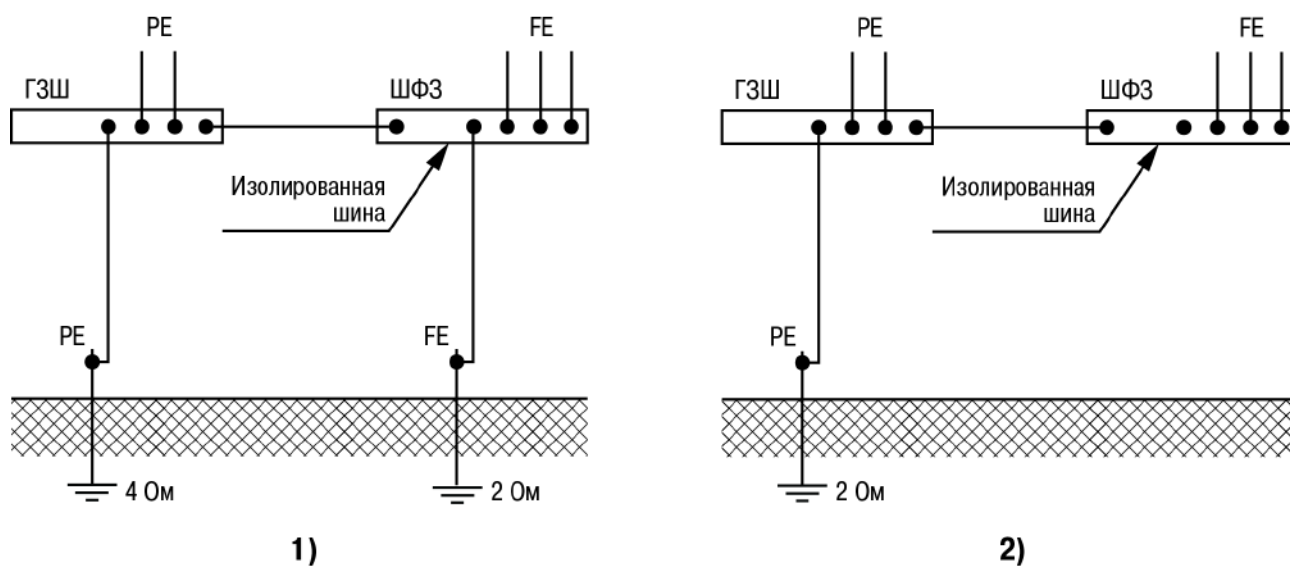 PE
FE
ГЗШ
ШФЗ
Изолированная
шина
PE
FE
4 Ом
2 Ом
1)
PE
FE
ГЗШ
ШФЗ
Изолированная
шина
PE
2 Ом
2)